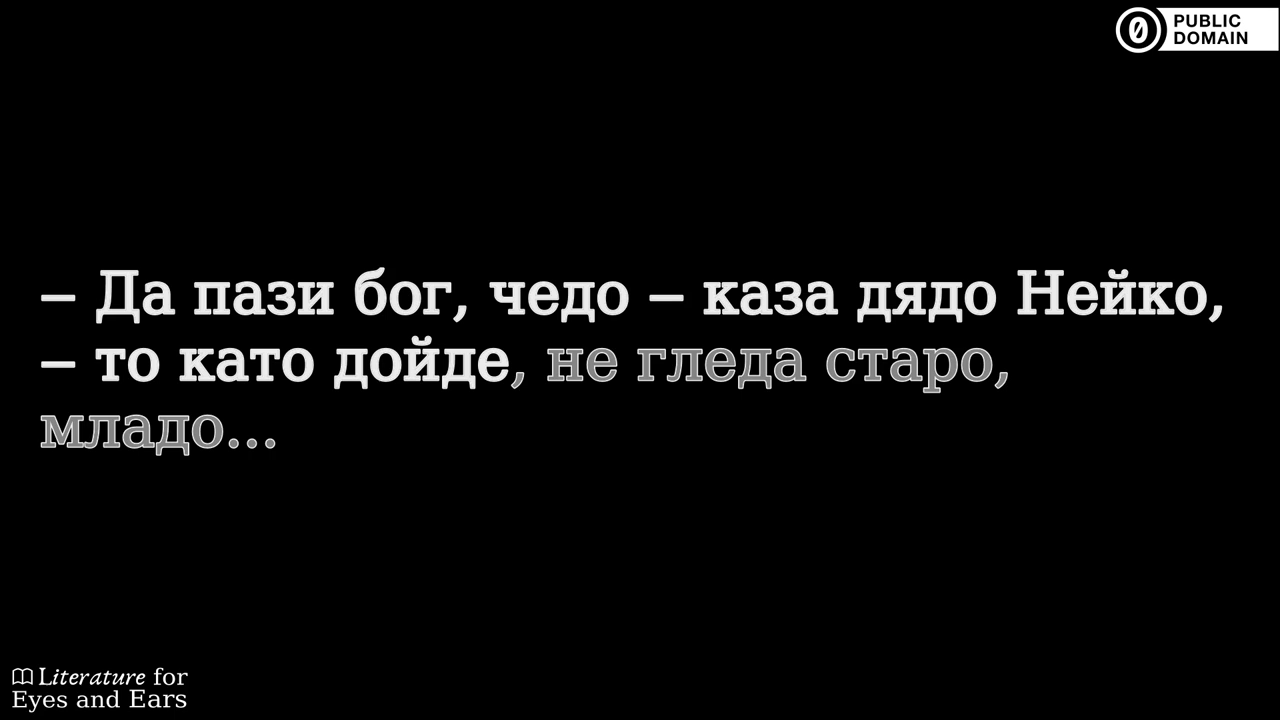 PUBLIC
DOMAIN
– Да пази бог, чедо – каза дядо Нейко,
– то като дойде, не гледа старо,
младо...
Literature for
Eyes and Ears